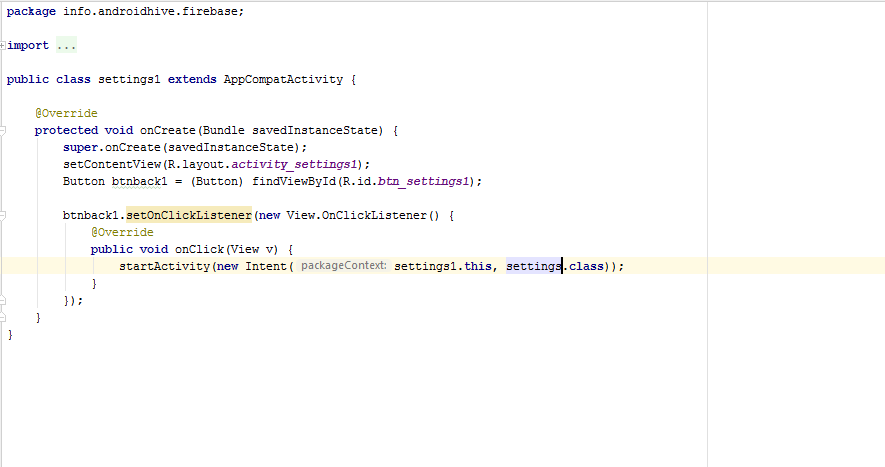 package info.androidhive.firebase;
import ...
public class settings1 extends AppCompatActivity {
@Override
protected void onCreate(Bundle savedInstanceState) {
super.onCreate(savedInstanceState);
setContentView(R.layout.activity_settings1);
Button btnback1 = (Button) findViewById(R.id.btn_settings1);
btnback1.setOnClickListener(new View.OnClickListener() {
@Override
public void onClick(View v) {
startActivity(new Intent( packageContext: settings1.this, settings.class));
}
});
}
}